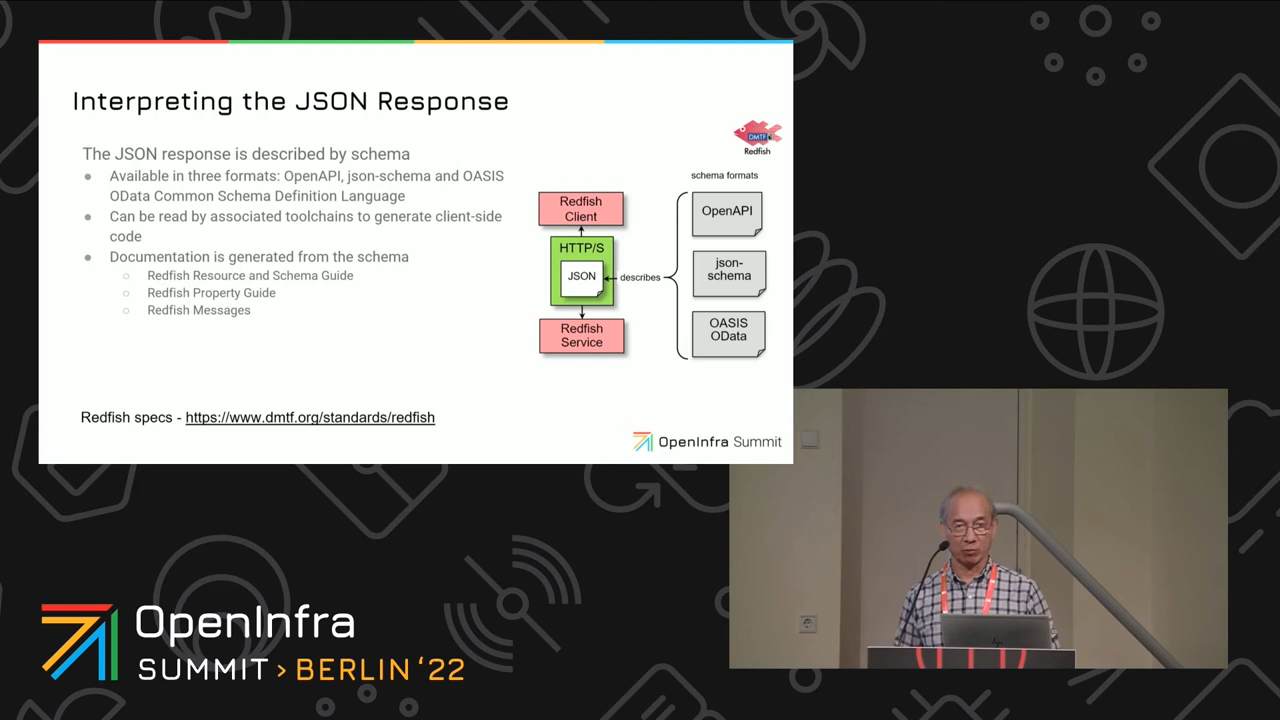 Interpreting the JSON Response
The JSON response is described by schema
● Available in three formats: OpenAPI, json-schema and OASIS
OData Common Schema Definition Language
● Can be read by associated toolchains to generate client-side
code
● Documentation is generated from the schema
○ Redfish Resource and Schema Guide
○ Redfish Property Guide
○ Redfish Messages
DMTF
Redfish
schema formats
Redfish
Client
HTTP/S
JSON
describes
Redfish
Service
OpenAPI
json-
schema
OASIS
OData
Redfish specs - https://www.dmtf.org/standards/redfish
OpenInfra Summit
OpenInfra
SUMMIT > BERLIN ‘22